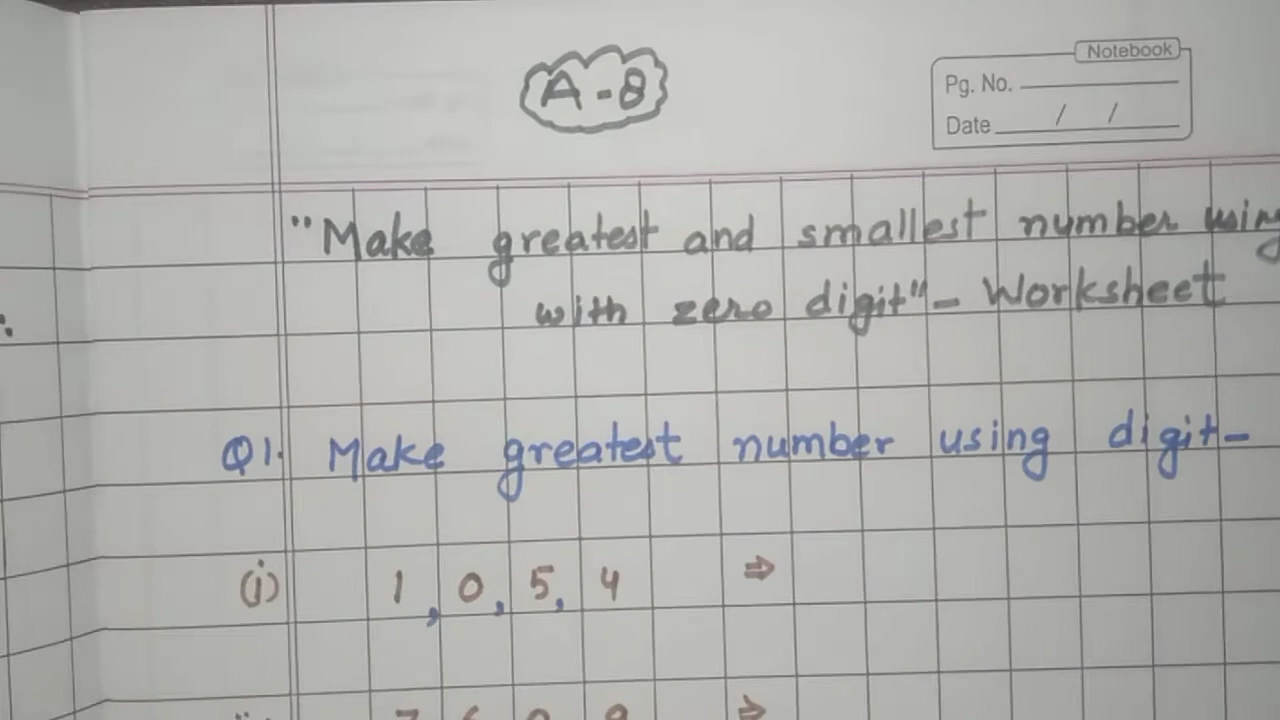 A-8
Notebook
Pg. No.
Date / /
"Make greatest and smallest number using
with zero digit" - Worksheet
Q1. Make greatest number using digit-
(i) 1, 0, 5, 4 ⇒